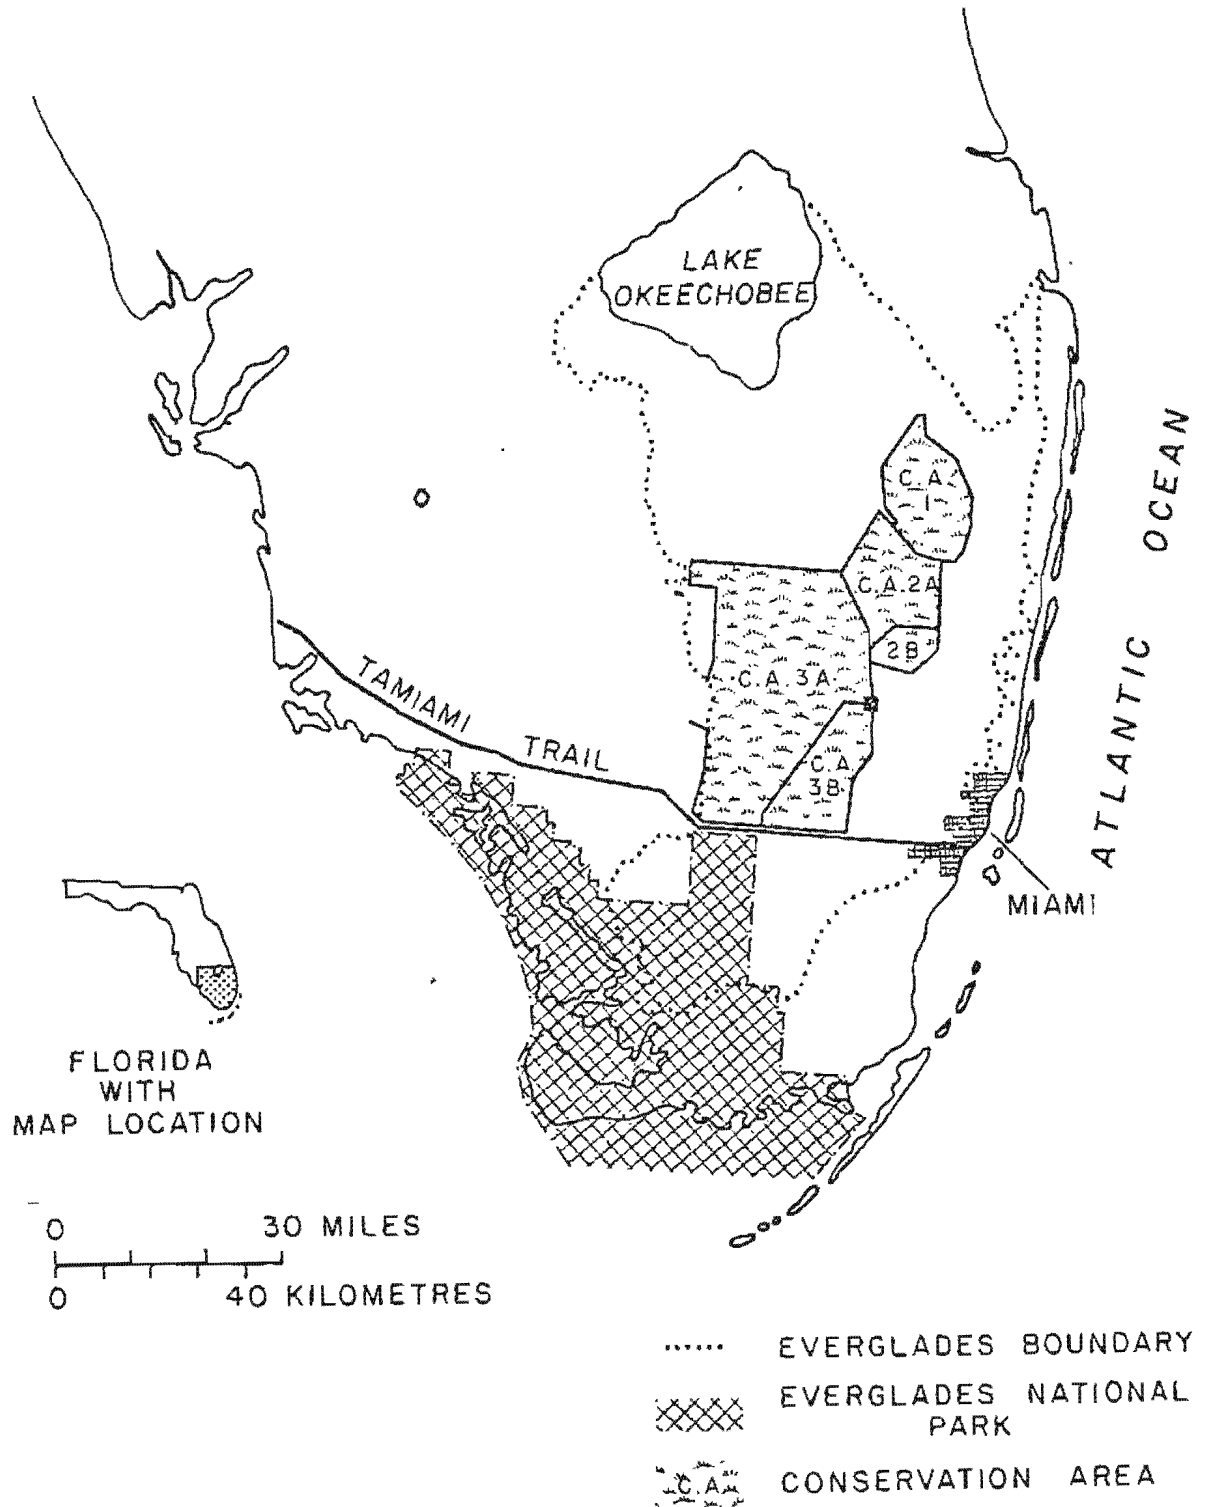 LAKE
OKEECHOBEE
C.A.
1
C.A.2A
2B
C.A.3A
C.A.
3B
TAMIAMI TRAIL
ATLANTIC OCEAN
MIAMI
FLORIDA
WITH
MAP LOCATION
0 30 MILES
0 40 KILOMETRES
EVERGLADES BOUNDARY
EVERGLADES NATIONAL
PARK
C.A. CONSERVATION AREA